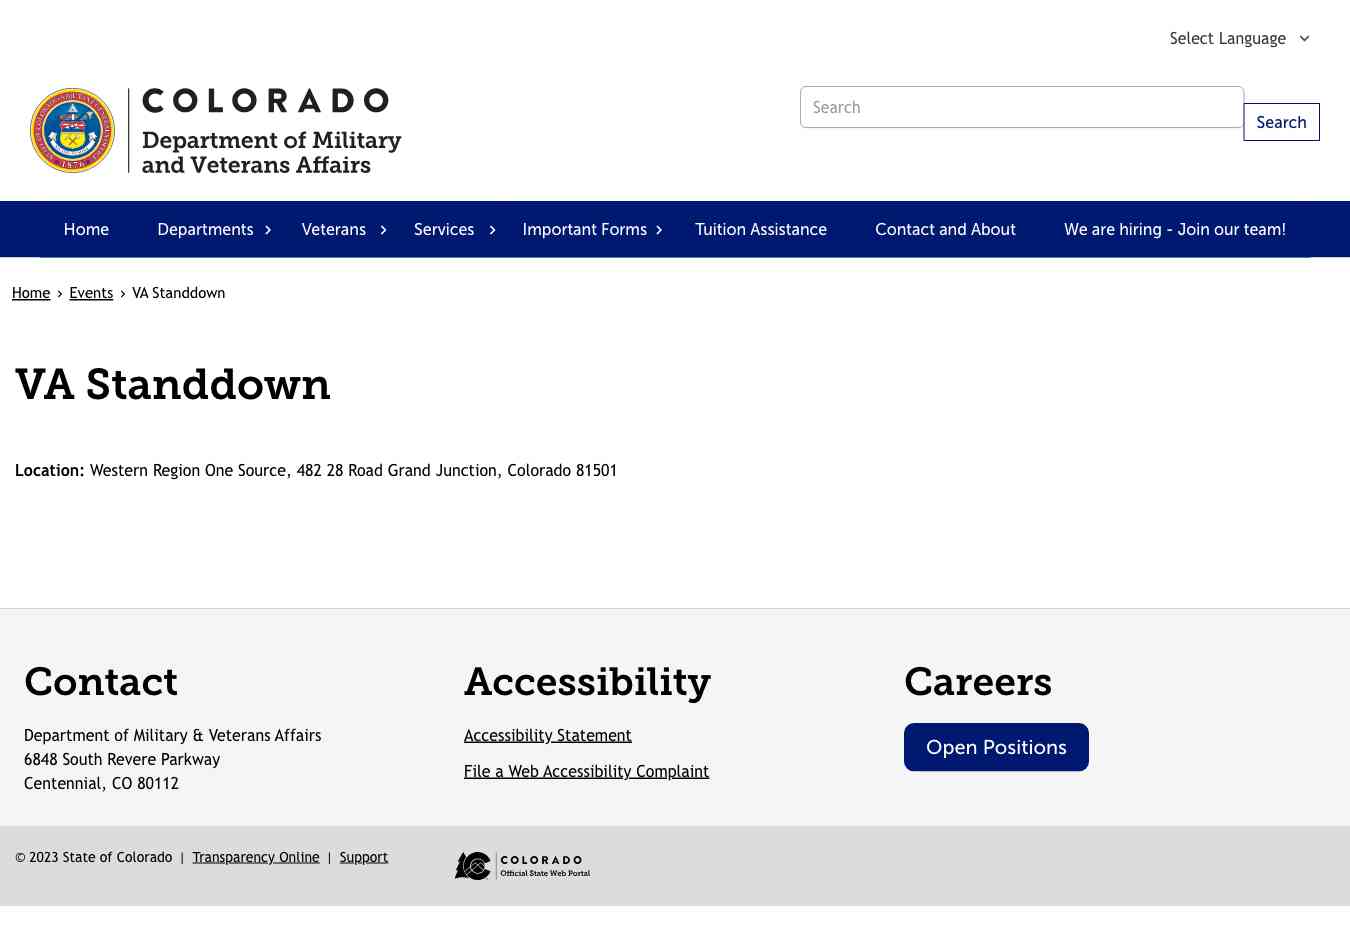 Select Language
COLORADO
Department of Military
and Veterans Affairs
1876
Search
Search
Home
Departments
Veterans
Services
Important Forms
Tuition Assistance
Contact and About
We are hiring - Join our team!
Home › Events › VA Standdown
VA Standdown
Location: Western Region One Source, 482 28 Road Grand Junction, Colorado 81501
Contact
Department of Military & Veterans Affairs
6848 South Revere Parkway
Centennial, CO 80112
Accessibility
Accessibility Statement
File a Web Accessibility Complaint
Careers
Open Positions
© 2023 State of Colorado | Transparency Online | Support
COLORADO
Official State Web Portal